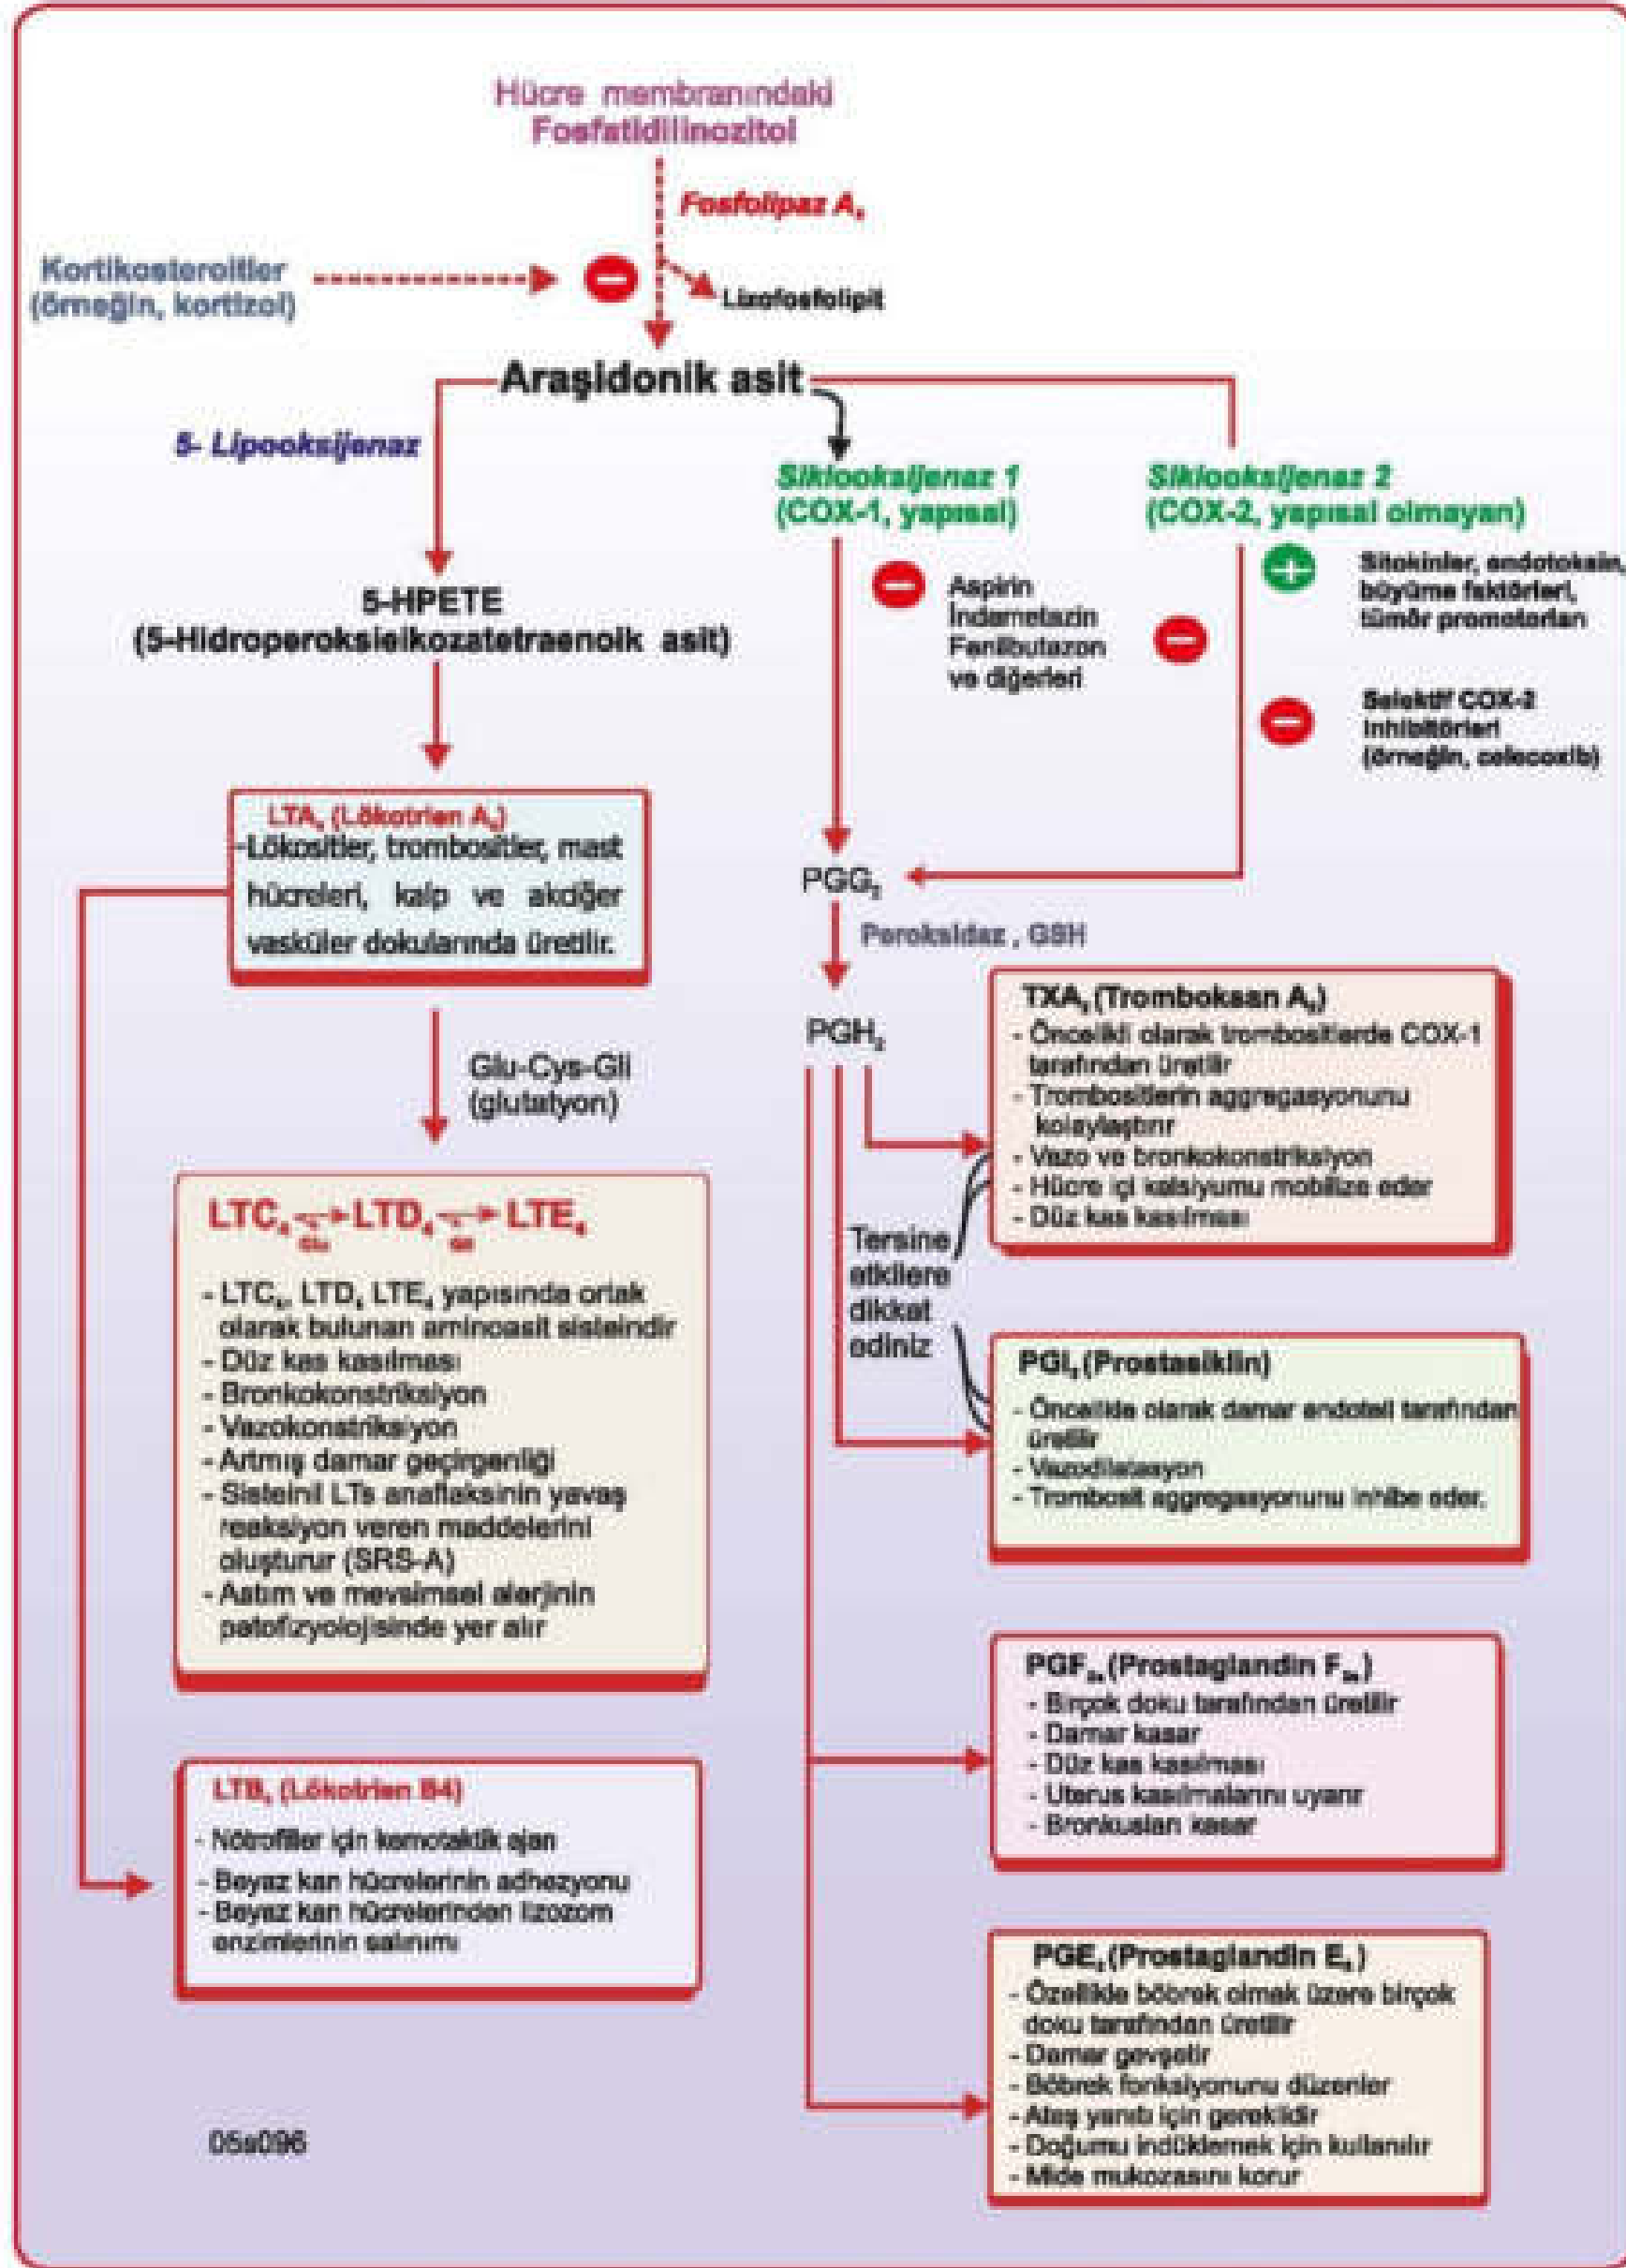 Hücre membranındaki
Fosfatidilinozitol
Fosfolipaz A₂
Kortikosteroitler
(örneğin, kortizol)
Lizofosfolipit
Araşidonik asit
5- Lipooksijenaz
Siklooksijenaz 1
(COX-1, yapısal)
Siklooksijenaz 2
(COX-2, yapısal olmayan)
Aspirin
İndometazin
Fenilbutazon
ve diğerleri
Sitokinler, endotoksin,
büyüme faktörleri,
tümör promotorları
Selektif COX-2
inhibitörleri
(örneğin, celecoxib)
5-HPETE
(5-Hidroperoksieikozatetraenoik asit)
LTA₄ (Lökotrien A₄)
-Lökositler, trombositler, mast
hücreleri, kalp ve akciğer
vasküler dokularında üretilir.
PGG₂
Peroksidaz , GSH
PGH₂
Glu-Cys-Gli
(glutatyon)
TXA₂ (Tromboksan A₂)
- Öncelikli olarak trombositlerde COX-1
tarafından üretilir
- Trombositlerin aggregasyonunu
kolaylaştırır
- Vazo ve bronkokonstriksiyon
- Hücre içi kalsiyumu mobilize eder
- Düz kas kasılması
Tersine
etkilere
dikkat
ediniz
LTC₄ LTD₄ LTE₄
Glu Gli
- LTC₄, LTD₄ LTE₄ yapısında ortak
olarak bulunan aminoasit sisteindir
- Düz kas kasılması
- Bronkokonstriksiyon
- Vazokonstriksiyon
- Artmış damar geçirgenliği
- Sisteinil LTs anaflaksinin yavaş
reaksiyon veren maddelerini
oluşturur (SRS-A)
- Astım ve mevsimsel alerjinin
patofizyolojisinde yer alır
PGI₂ (Prostasiklin)
- Öncelikle olarak damar endoteli tarafından
üretilir
- Vazodilatasyon
- Trombosit aggregasyonunu inhibe eder.
PGF₂α (Prostaglandin F₂α)
- Birçok doku tarafından üretilir
- Damar kasar
- Düz kas kasılması
- Uterus kasılmalarını uyarır
- Bronkusları kasar
LTB₄ (Lökotrien B4)
- Nötrofiller için kemotaktik ajan
- Beyaz kan hücrelerinin adhezyonu
- Beyaz kan hücrelerinden lizozom
enzimlerinin salınımı
PGE₂ (Prostaglandin E₂)
- Özellikle böbrek olmak üzere birçok
doku tarafından üretilir
- Damar gevşetir
- Böbrek fonksiyonunu düzenler
- Ateş yanıtı için gereklidir
- Doğumu indüklemek için kullanılır
- Mide mukozasını korur
05s096